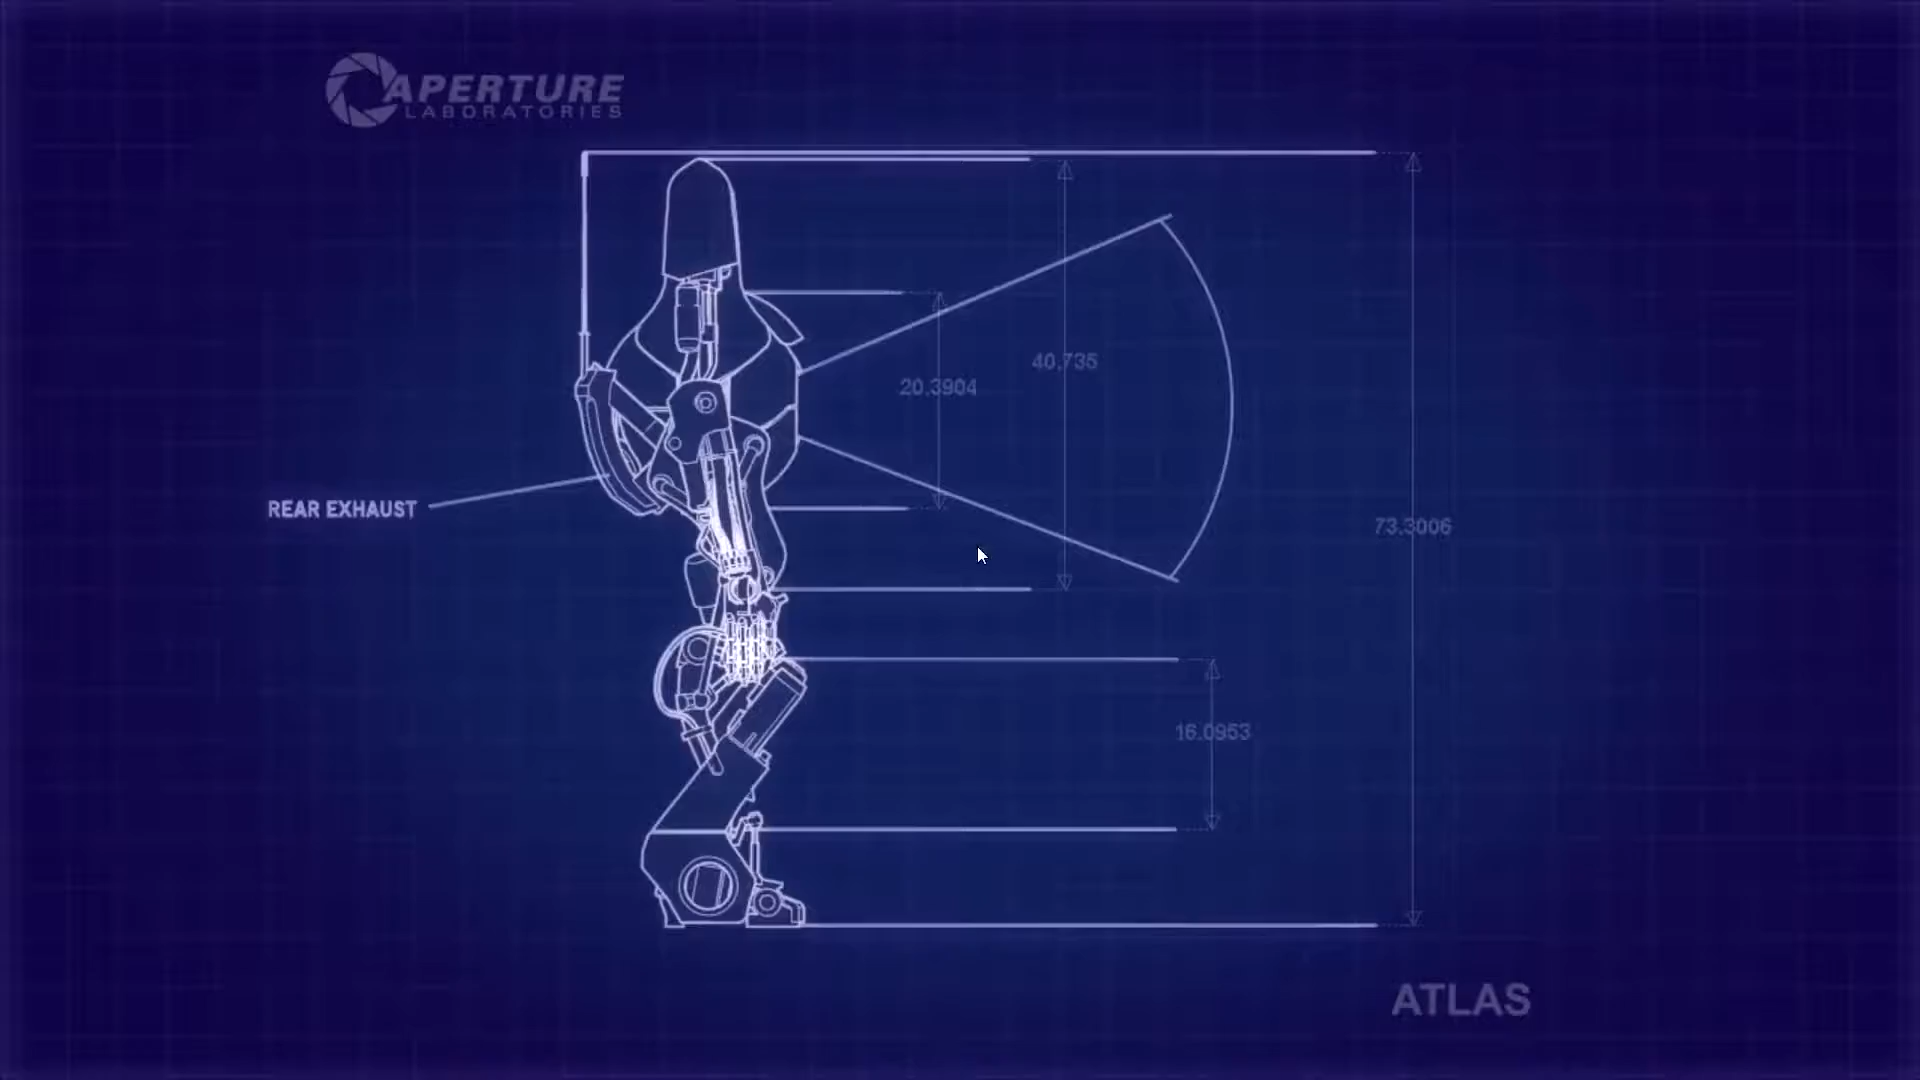 APERTURE
LABORATORIES
40.735
20.3904
REAR EXHAUST
73.3006
16.0953
ATLAS